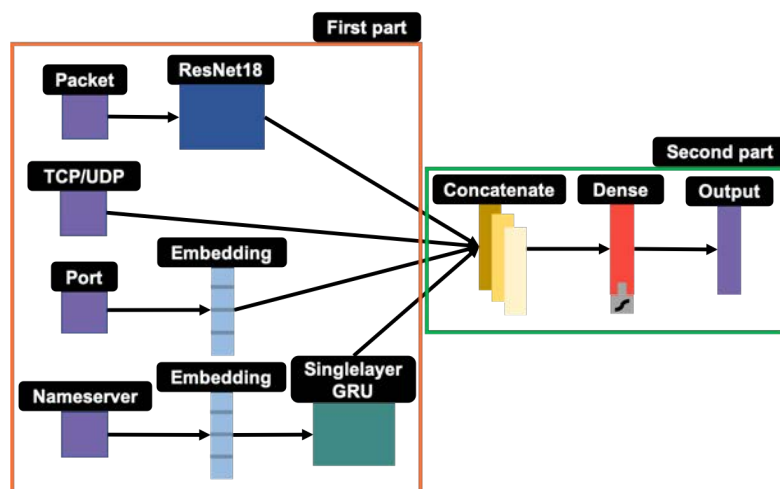 First part
Packet
ResNet18
TCP/UDP
Second part
Concatenate
Dense
Output
Port
Embedding
Nameserver
Embedding
Singlelayer
GRU